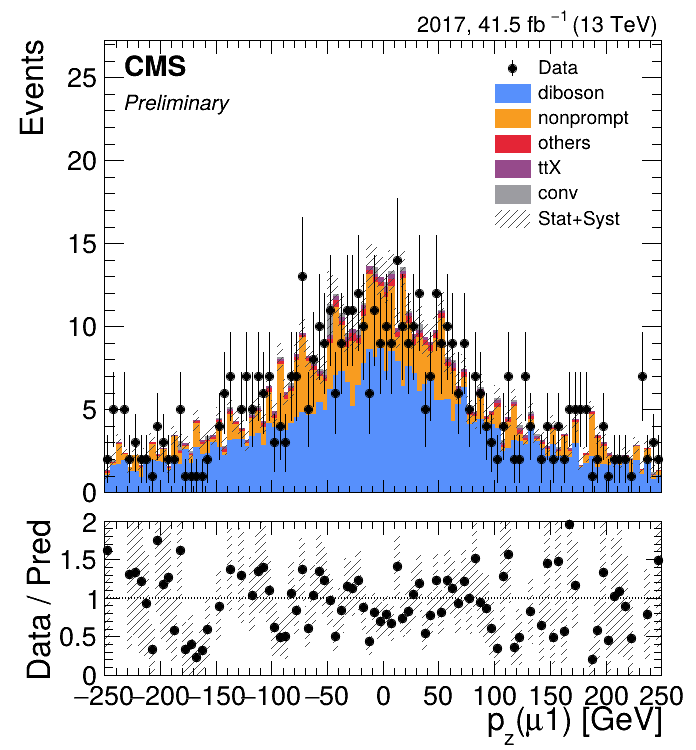 2017, 41.5 fb⁻¹ (13 TeV)
CMS
Preliminary
Data
diboson
nonprompt
others
ttX
conv
Stat+Syst
Events
25
20
15
10
5
0
Data / Pred
2
1.5
1
0.5
0
−250 −200 −150 −100 −50 0 50 100 150 200 250
p_z(μ1) [GeV]